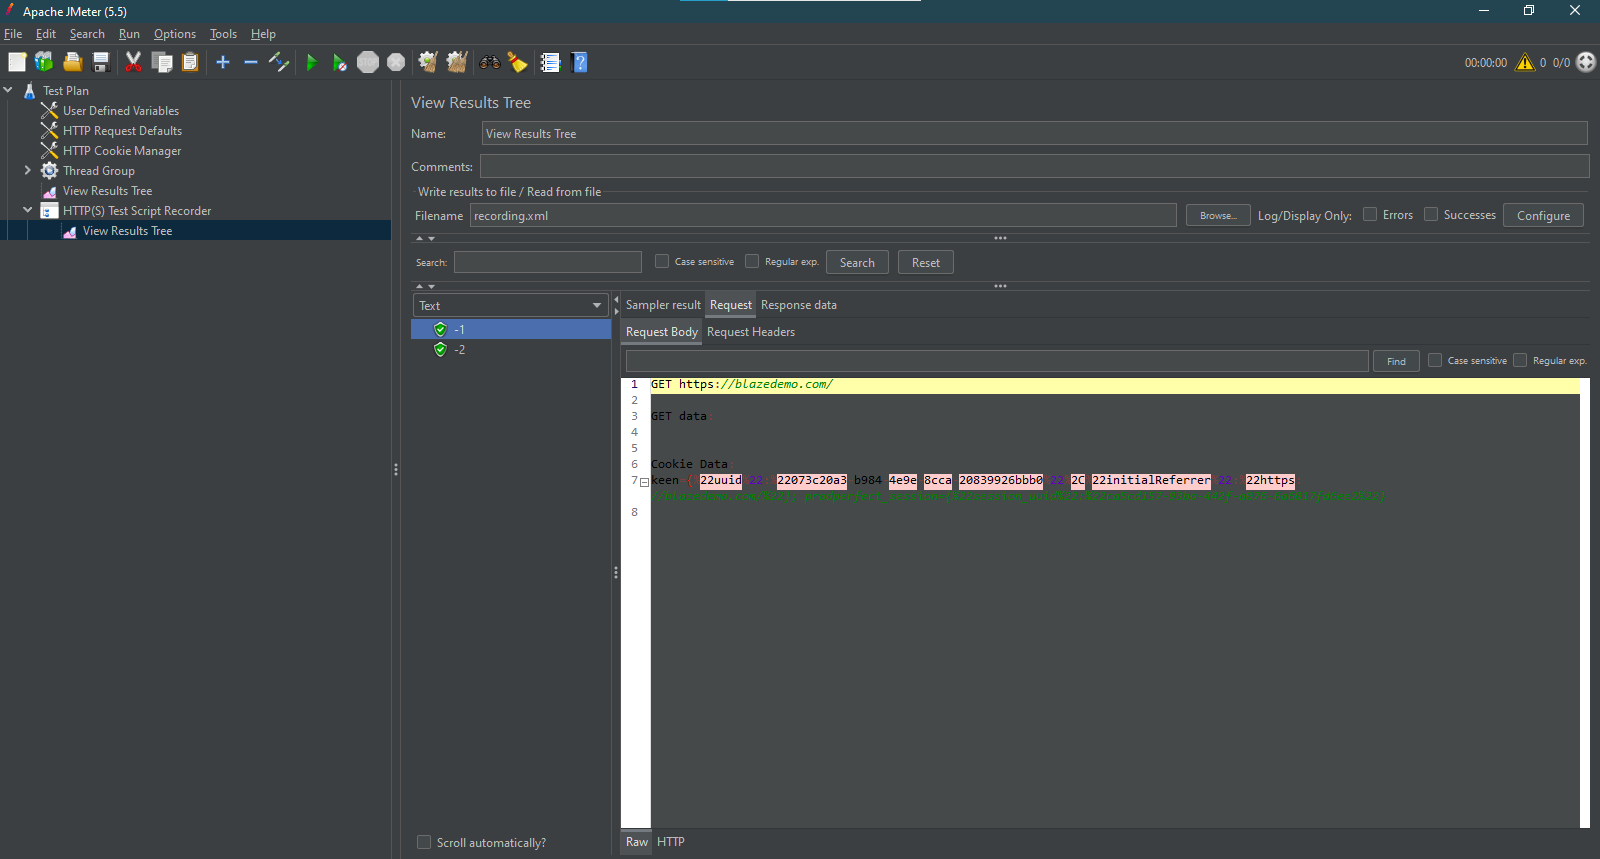 Apache JMeter (5.5)
File Edit Search Run Options Tools Help
STOP
00:00:00 0 0/0
Test Plan
User Defined Variables
HTTP Request Defaults
HTTP Cookie Manager
Thread Group
View Results Tree
HTTP(S) Test Script Recorder
View Results Tree
View Results Tree
Name: View Results Tree
Comments:
Write results to file / Read from file
Filename recording.xml Browse... Log/Display Only: Errors Successes Configure
Search: Case sensitive Regular exp. Search Reset
Text
-1
-2
Scroll automatically?
Sampler result Request Response data
Request Body Request Headers
Find Case sensitive Regular exp.
1 GET https://blazedemo.com/
2
3 GET data
4
5
6 Cookie Data
7 keen { 22uuid 22 22073c20a3 b984 4e9e 8cca 20839926bbb0 22 2C 22initialReferrer 22 22https
8
Raw HTTP